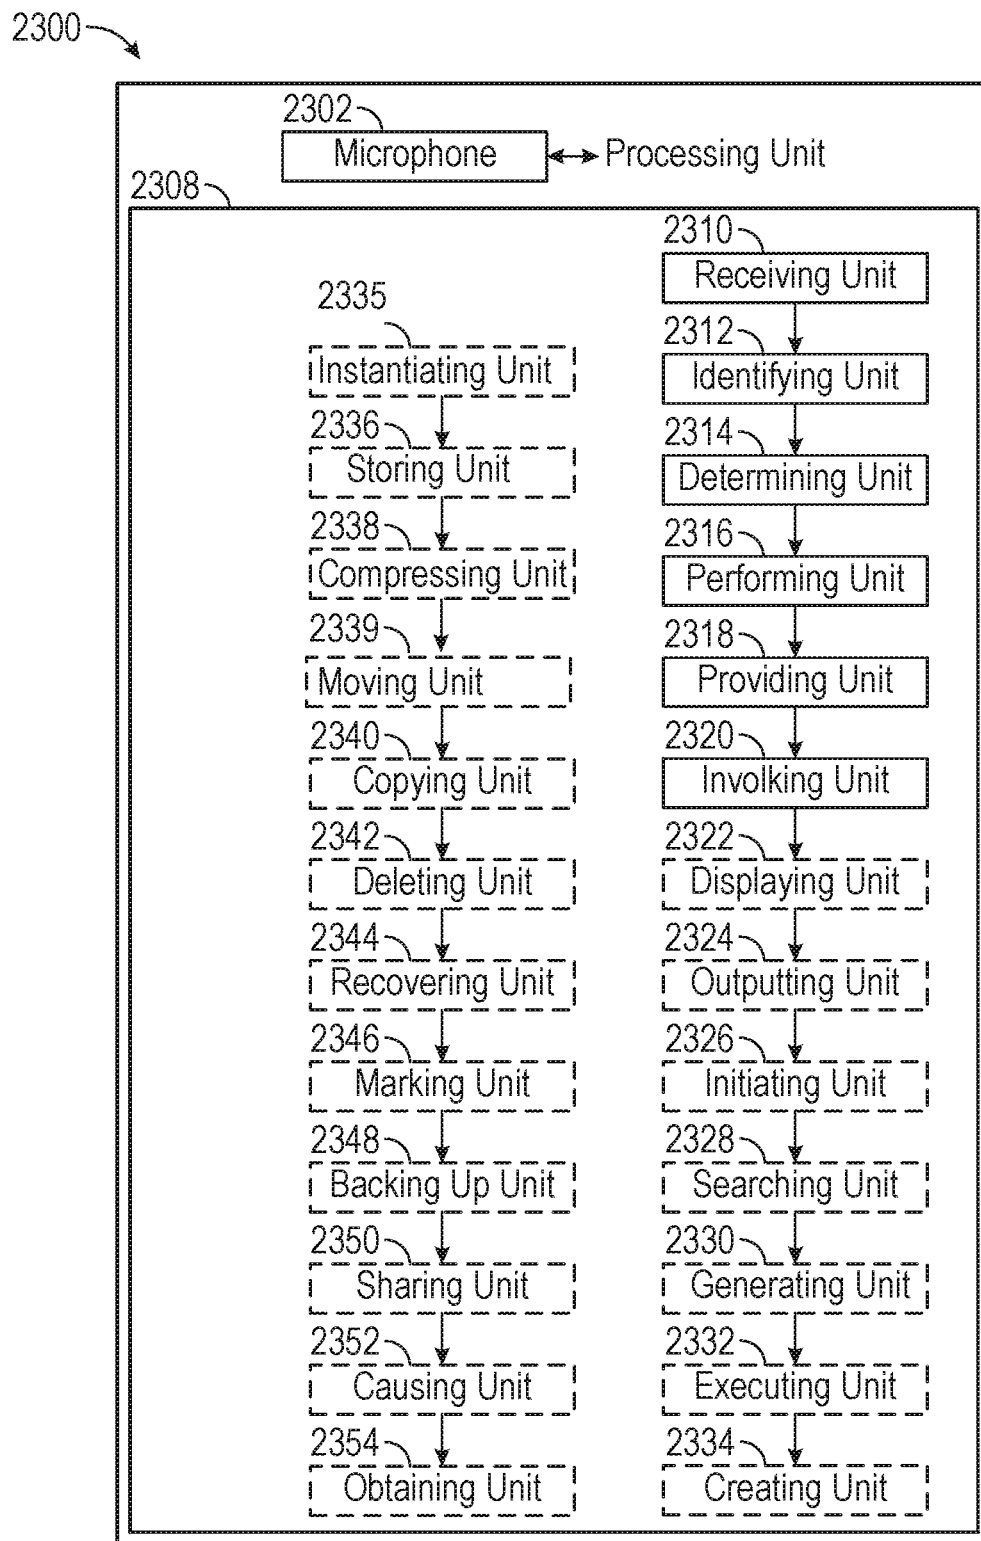 2300
2302
Microphone
Processing Unit
2308
2310
Receiving Unit
2312
Identifying Unit
2314
Determining Unit
2316
Performing Unit
2318
Providing Unit
2320
Involking Unit
2322
Displaying Unit
2324
Outputting Unit
2326
Initiating Unit
2328
Searching Unit
2330
Generating Unit
2332
Executing Unit
2334
Creating Unit
2335
Instantiating Unit
2336
Storing Unit
2338
Compressing Unit
2339
Moving Unit
2340
Copying Unit
2342
Deleting Unit
2344
Recovering Unit
2346
Marking Unit
2348
Backing Up Unit
2350
Sharing Unit
2352
Causing Unit
2354
Obtaining Unit